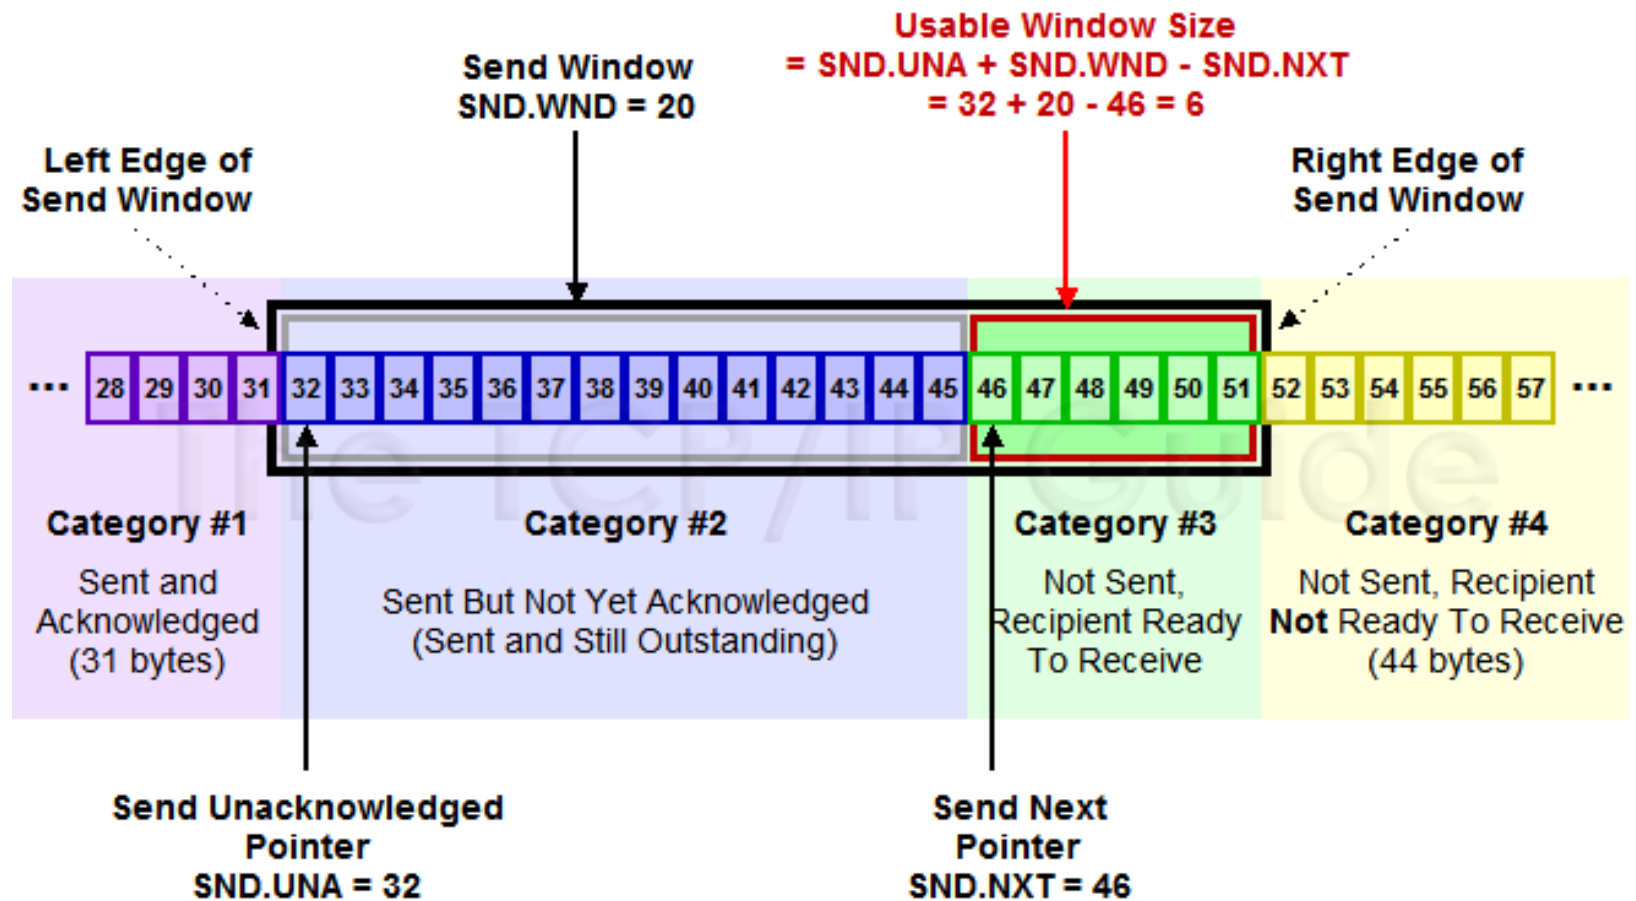 Usable Window Size
= SND.UNA + SND.WND - SND.NXT
= 32 + 20 - 46 = 6
Send Window
SND.WND = 20
Left Edge of
Send Window
Right Edge of
Send Window
... 28 29 30 31 32 33 34 35 36 37 38 39 40 41 42 43 44 45 46 47 48 49 50 51 52 53 54 55 56 57 ...
The TCP/IP Guide
Category #1
Sent and
Acknowledged
(31 bytes)
Category #2
Sent But Not Yet Acknowledged
(Sent and Still Outstanding)
Category #3
Not Sent,
Recipient Ready
To Receive
Category #4
Not Sent, Recipient
Not Ready To Receive
(44 bytes)
Send Unacknowledged
Pointer
SND.UNA = 32
Send Next
Pointer
SND.NXT = 46